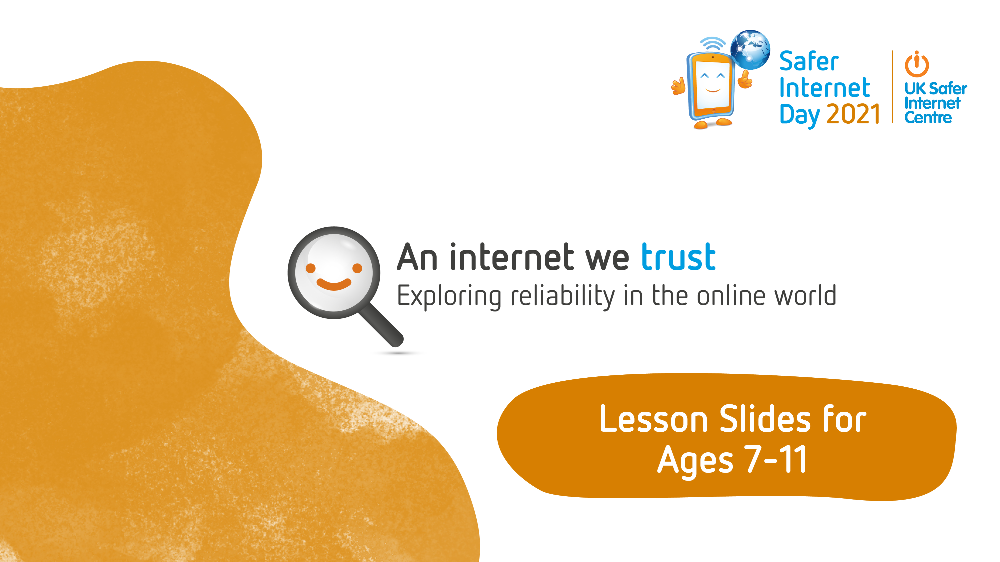 Safer
Internet
Day 2021
UK Safer
Internet
Centre
An internet we trust
Exploring reliability in the online world
Lesson Slides for
Ages 7-11